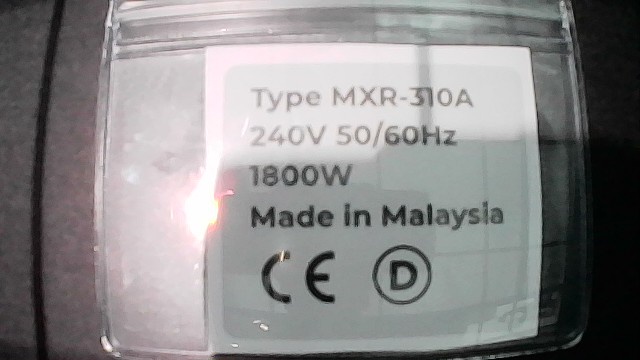 Type MXR-310A
240V 50/60Hz
1800W
Made in Malaysia
CE D